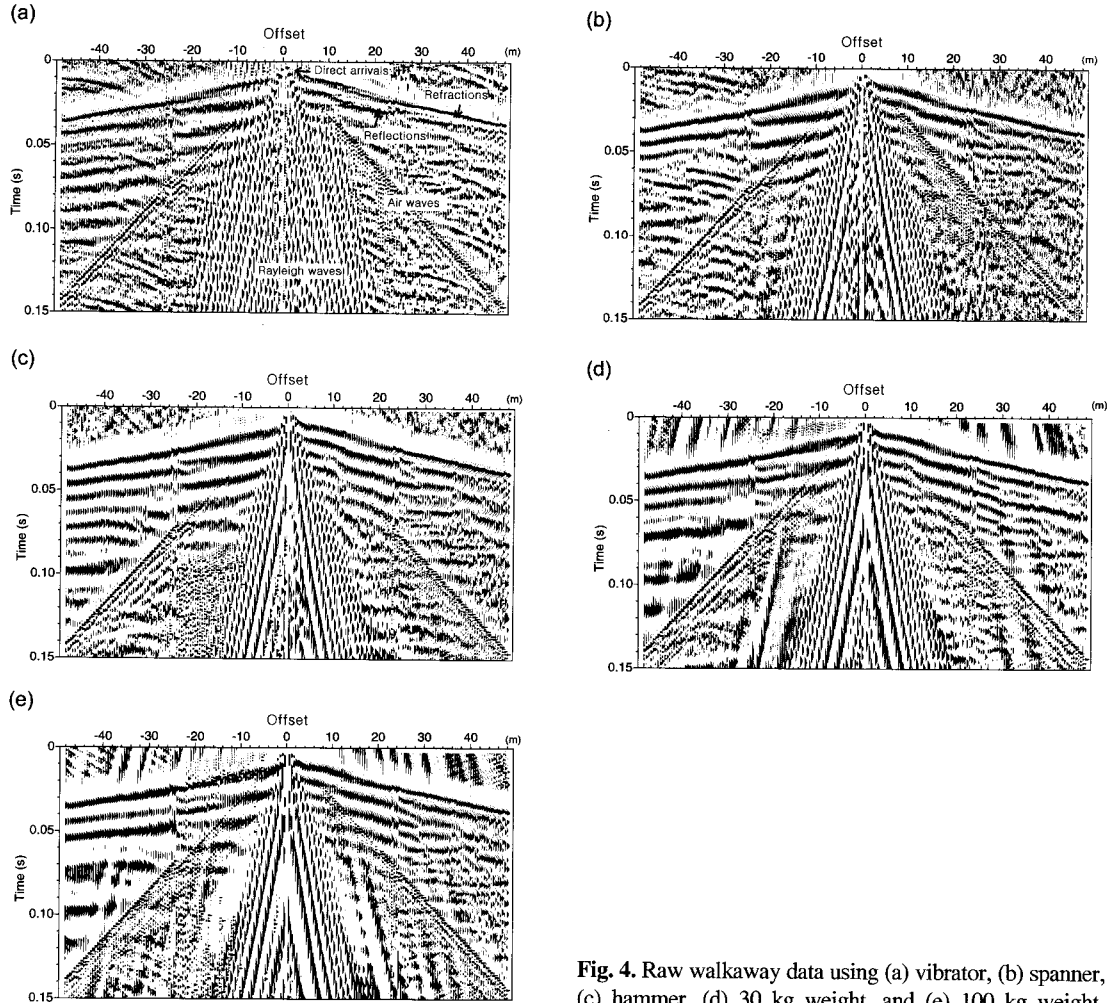 (a)
Offset
-40 -30 -20 -10 0 10 20 30 40 (m)
0
0.05
0.10
0.15
Time (s)
Direct arrivals
Refractions
Reflections
Air waves
Rayleigh waves
(b)
Offset
-40 -30 -20 -10 0 10 20 30 40 (m)
0
0.05
0.10
0.15
Time (s)
(c)
Offset
-40 -30 -20 -10 0 10 20 30 40 (m)
0
0.05
0.10
0.15
Time (s)
(d)
Offset
-40 -30 -20 -10 0 10 20 30 40 (m)
0
0.05
0.10
0.15
Time (s)
(e)
Offset
-40 -30 -20 -10 0 10 20 30 40 (m)
0
0.05
0.10
0.15
Time (s)
Fig. 4. Raw walkaway data using (a) vibrator, (b) spanner,
(c) hammer, (d) 30 kg weight, and (e) 100 kg weight